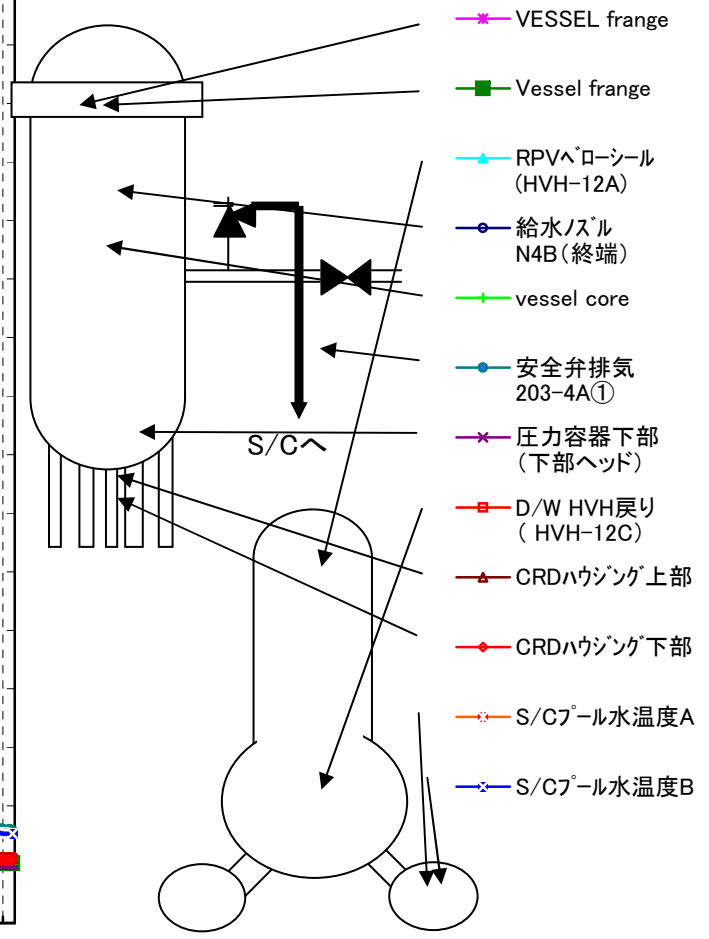 VESSEL frange
Vessel frange
RPVﾍﾞﾛｰｼｰﾙ
(HVH-12A)
給水ﾉｽﾞﾙ
N4B(終端)
vessel core
安全弁排気
203-4A①
S/Cへ
圧力容器下部
(下部ヘッド)
D/W HVH戻り
( HVH-12C)
CRDﾊｳｼﾞﾝｸﾞ上部
CRDﾊｳｼﾞﾝｸﾞ下部
S/Cﾌﾟｰﾙ水温度A
S/Cﾌﾟｰﾙ水温度B